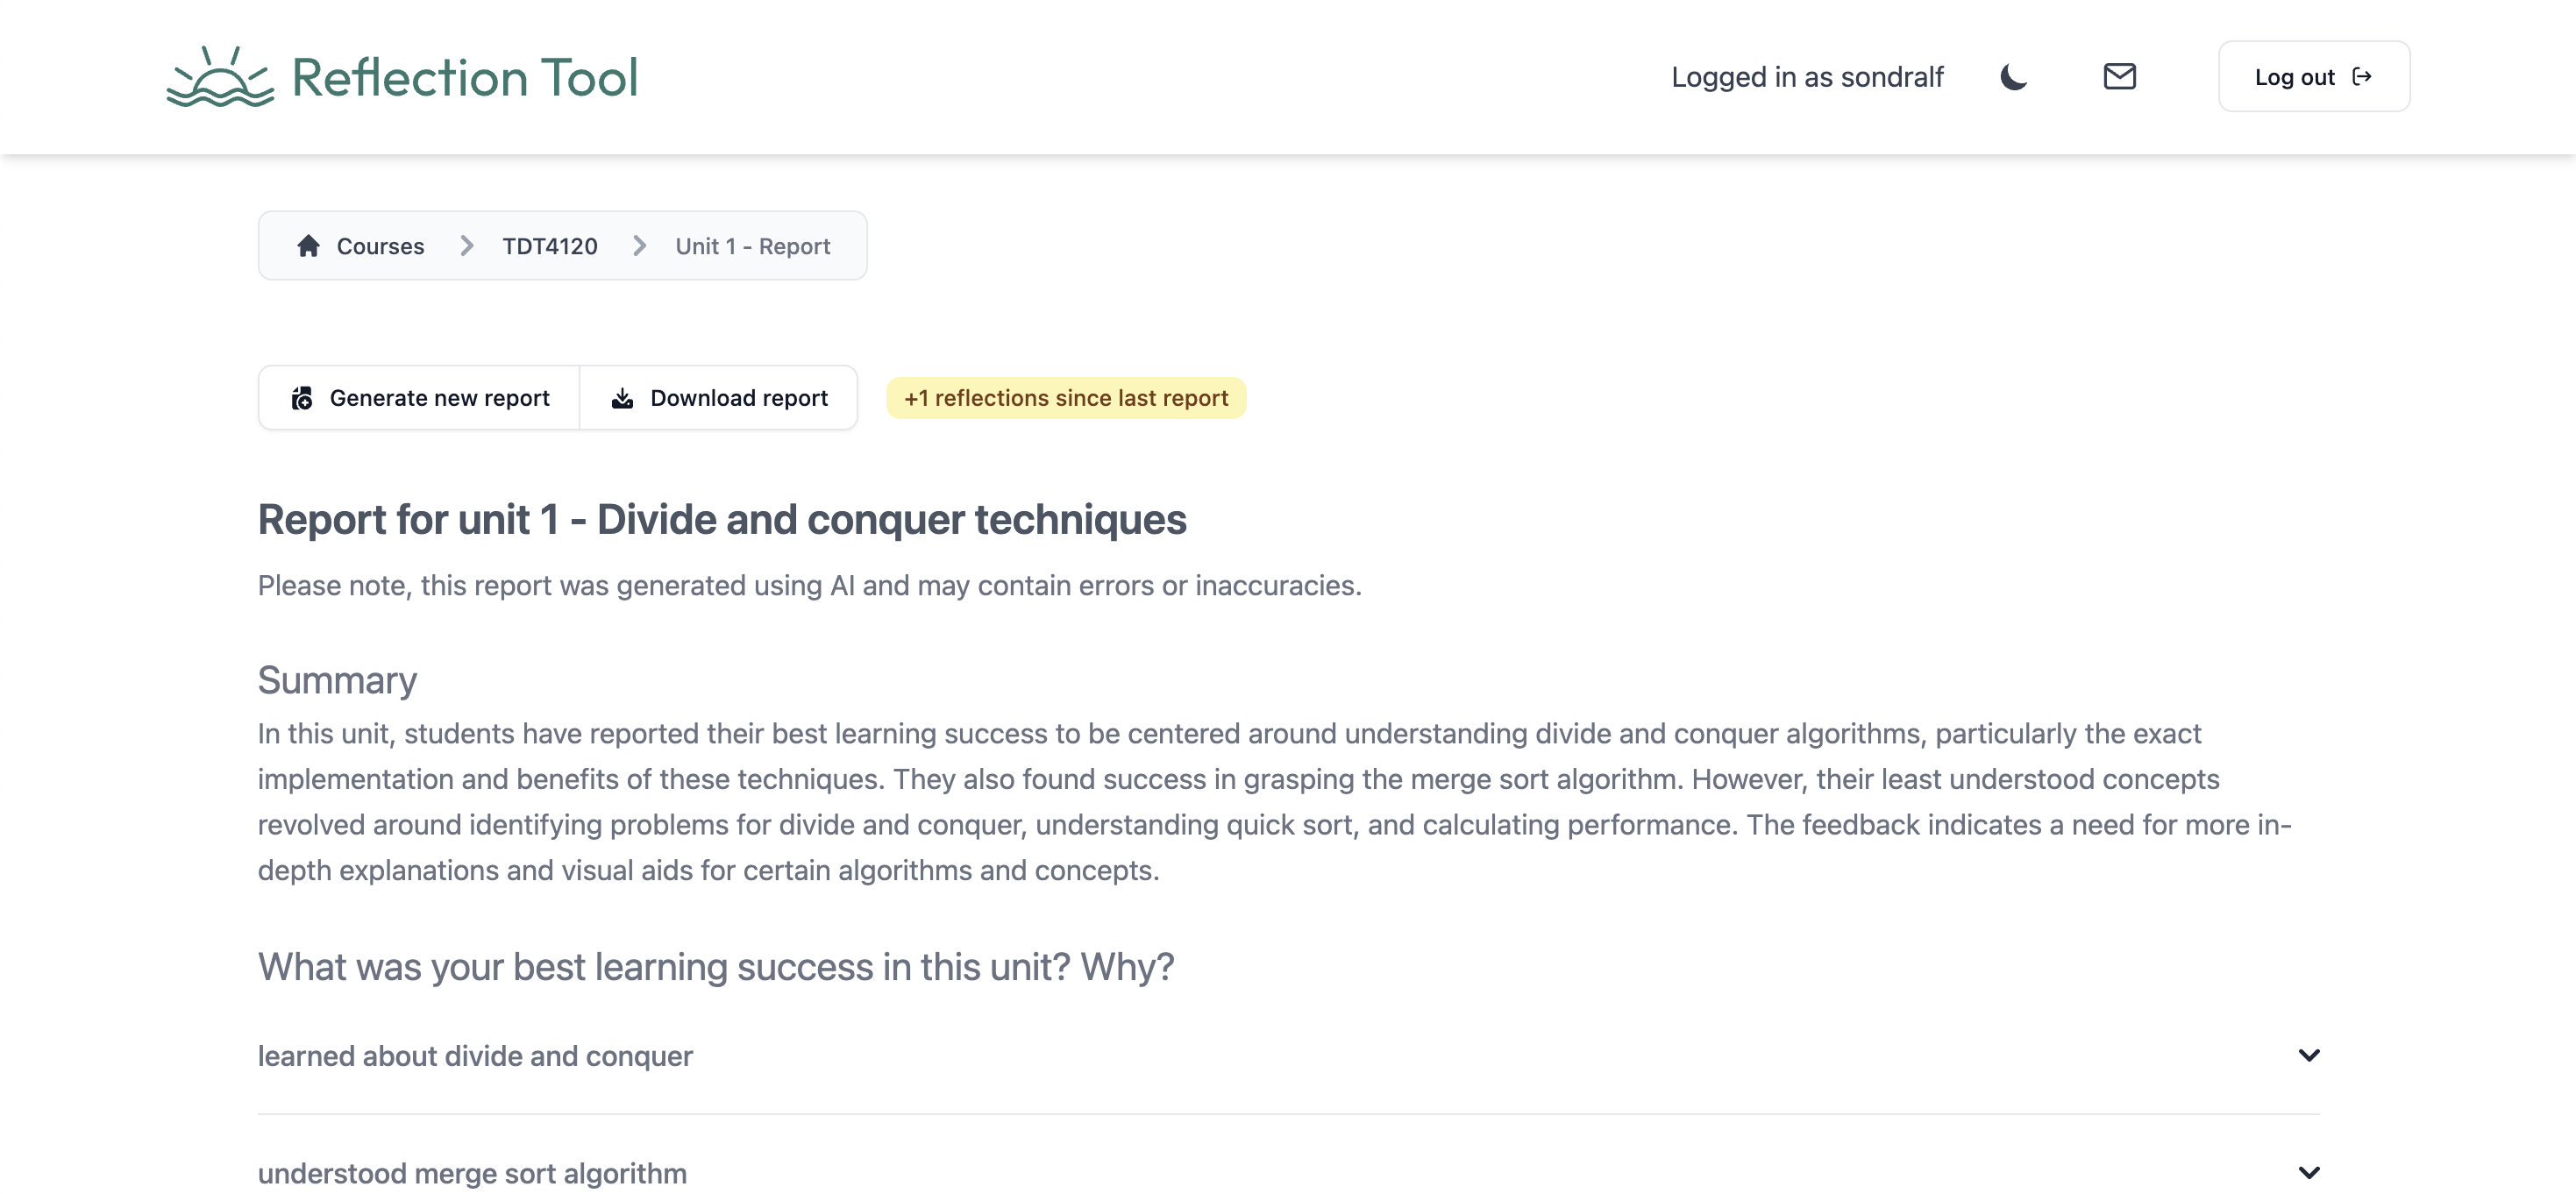 Reflection Tool
Logged in as sondralf
Log out
Courses
TDT4120
Unit 1 - Report
Generate new report
Download report
+1 reflections since last report
Report for unit 1 - Divide and conquer techniques
Please note, this report was generated using AI and may contain errors or inaccuracies.
Summary
In this unit, students have reported their best learning success to be centered around understanding divide and conquer algorithms, particularly the exact
implementation and benefits of these techniques. They also found success in grasping the merge sort algorithm. However, their least understood concepts
revolved around identifying problems for divide and conquer, understanding quick sort, and calculating performance. The feedback indicates a need for more in-
depth explanations and visual aids for certain algorithms and concepts.
What was your best learning success in this unit? Why?
learned about divide and conquer
understood merge sort algorithm